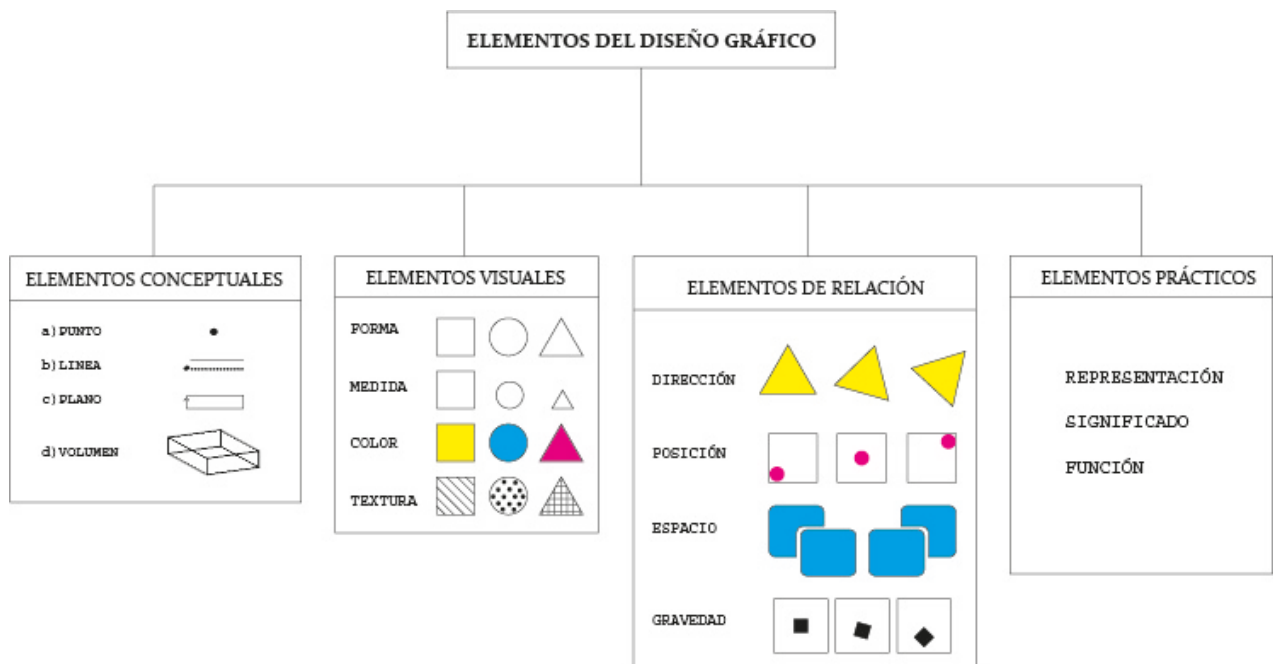 ELEMENTOS DEL DISEÑO GRÁFICO
ELEMENTOS CONCEPTUALES
a) PUNTO
b) LINEA
c) PLANO
d) VOLUMEN
ELEMENTOS VISUALES
FORMA
MEDIDA
COLOR
TEXTURA
ELEMENTOS DE RELACIÓN
DIRECCIÓN
POSICIÓN
ESPACIO
GRAVEDAD
ELEMENTOS PRÁCTICOS
REPRESENTACIÓN
SIGNIFICADO
FUNCIÓN